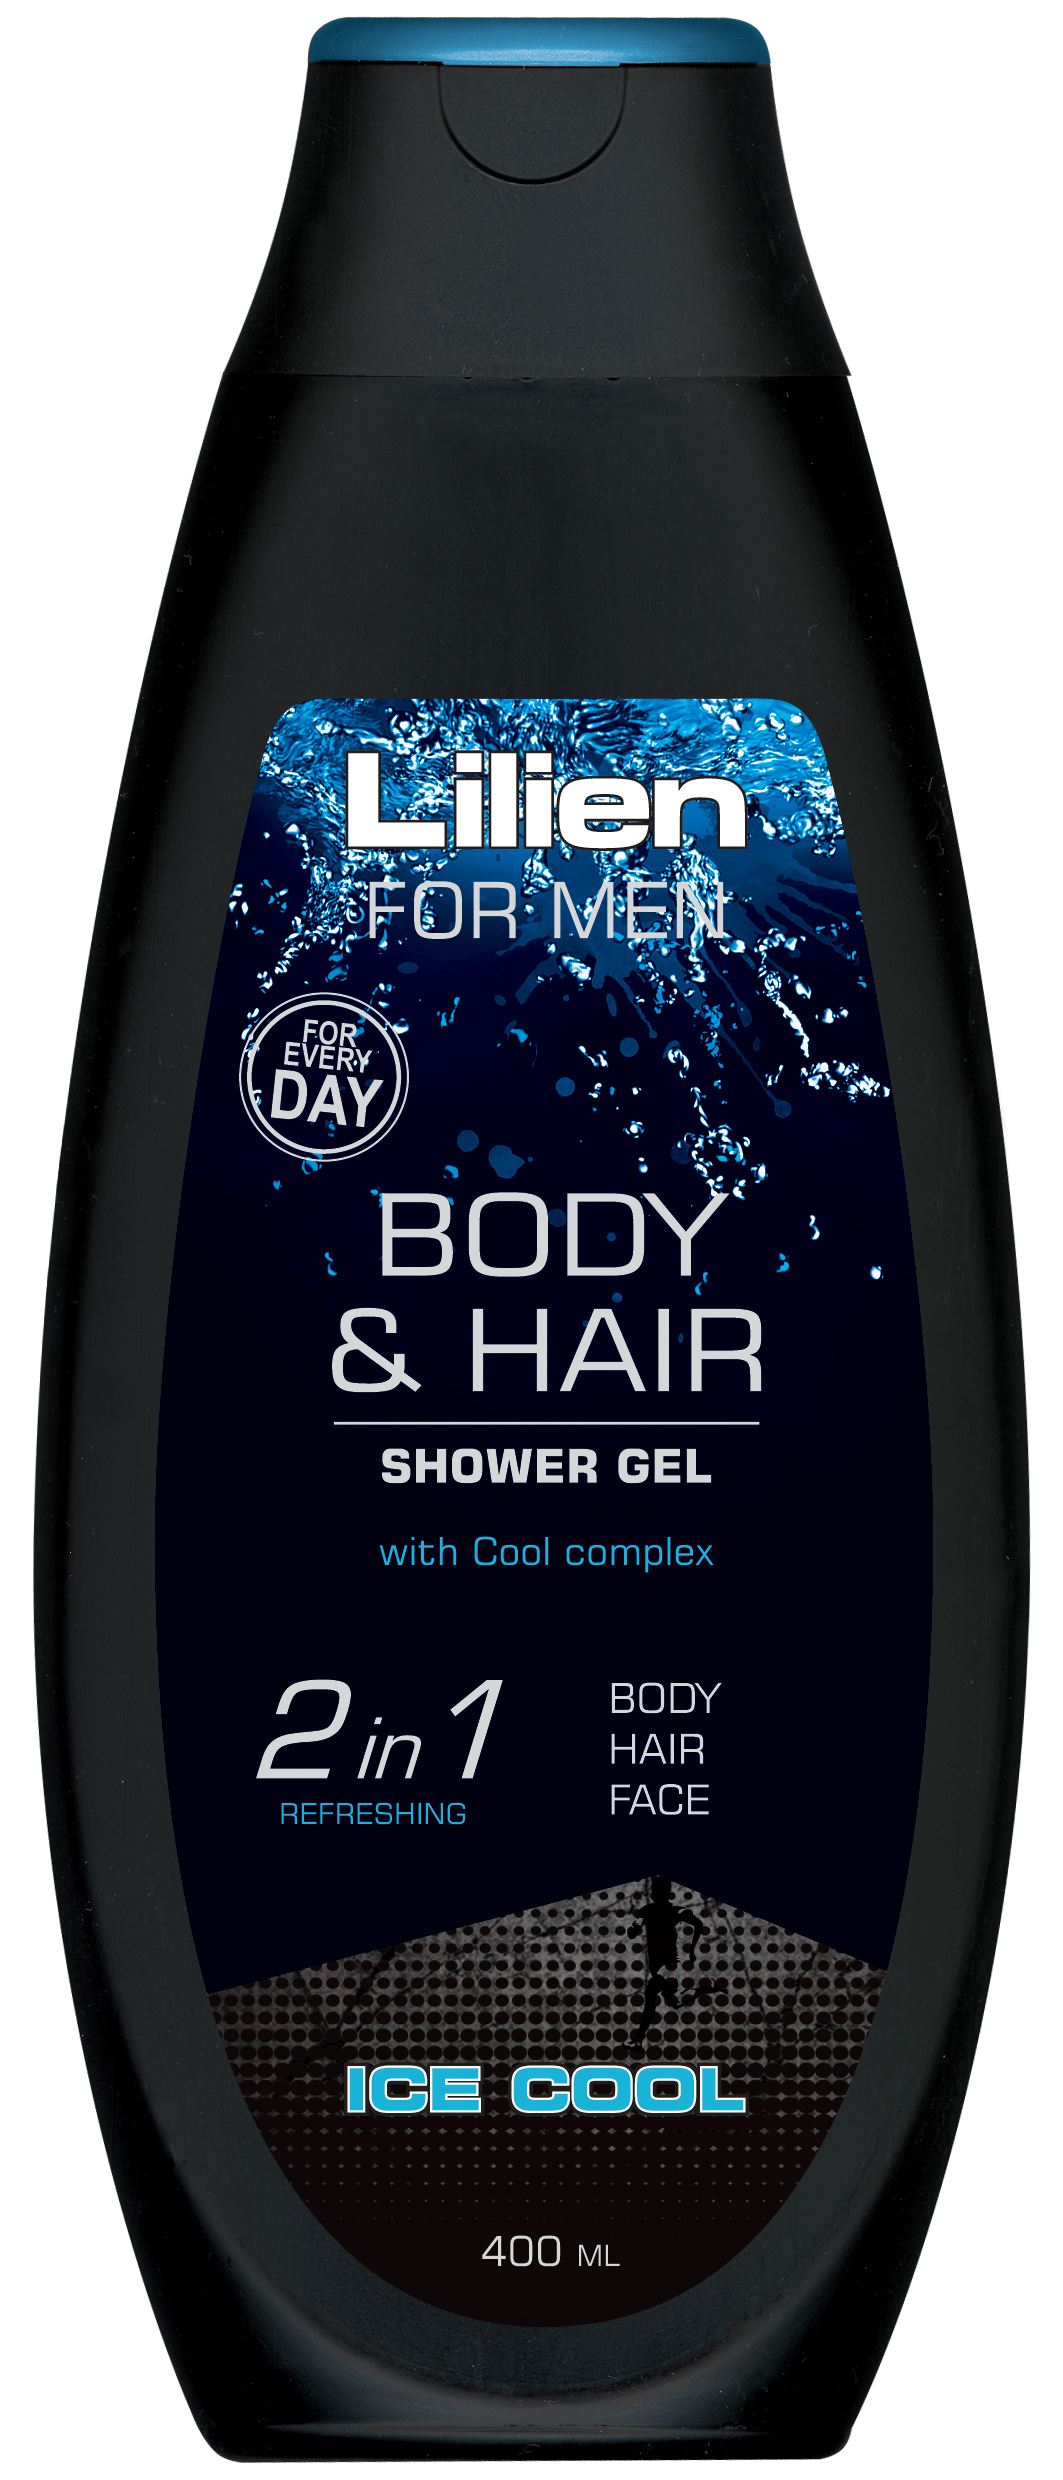 Lilien
FOR MEN
FOR
EVERY
DAY
BODY
& HAIR
SHOWER GEL
with Cool complex
2 in 1
REFRESHING
BODY
HAIR
FACE
ICE COOL
400 ML